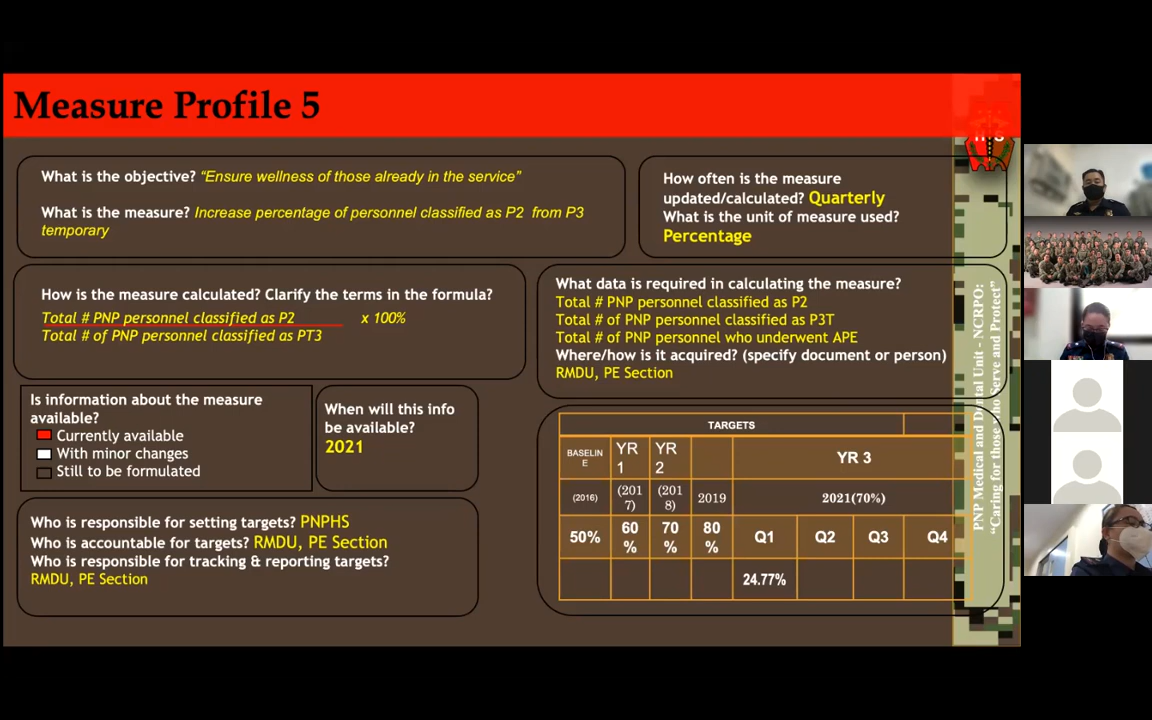 Measure Profile 5
What is the objective? “Ensure wellness of those already in the service”
What is the measure? Increase percentage of personnel classified as P2 from P3
temporary
How often is the measure
updated/calculated? Quarterly
What is the unit of measure used?
Percentage
How is the measure calculated? Clarify the terms in the formula?
Total # PNP personnel classified as P2 x 100%
Total # of PNP personnel classified as PT3
What data is required in calculating the measure?
Total # PNP personnel classified as P2
Total # of PNP personnel classified as P3T
Total # of PNP personnel who underwent APE
Where/how is it acquired? (specify document or person)
RMDU, PE Section
Is information about the measure
available?
Currently available
With minor changes
Still to be formulated
When will this info
be available?
2021
Who is responsible for setting targets? PNPHS
Who is accountable for targets? RMDU, PE Section
Who is responsible for tracking & reporting targets?
RMDU, PE Section
TARGETS
BASELIN
E
YR
1
YR
2
YR 3
(2016)
(201
7)
(201
8)
2019
2021(70%)
50%
60
%
70
%
80
%
Q1
Q2
Q3
Q4
24.77%
PNP Medical and Dental Unit - NCRPO:
“Caring for those who Serve and Protect”